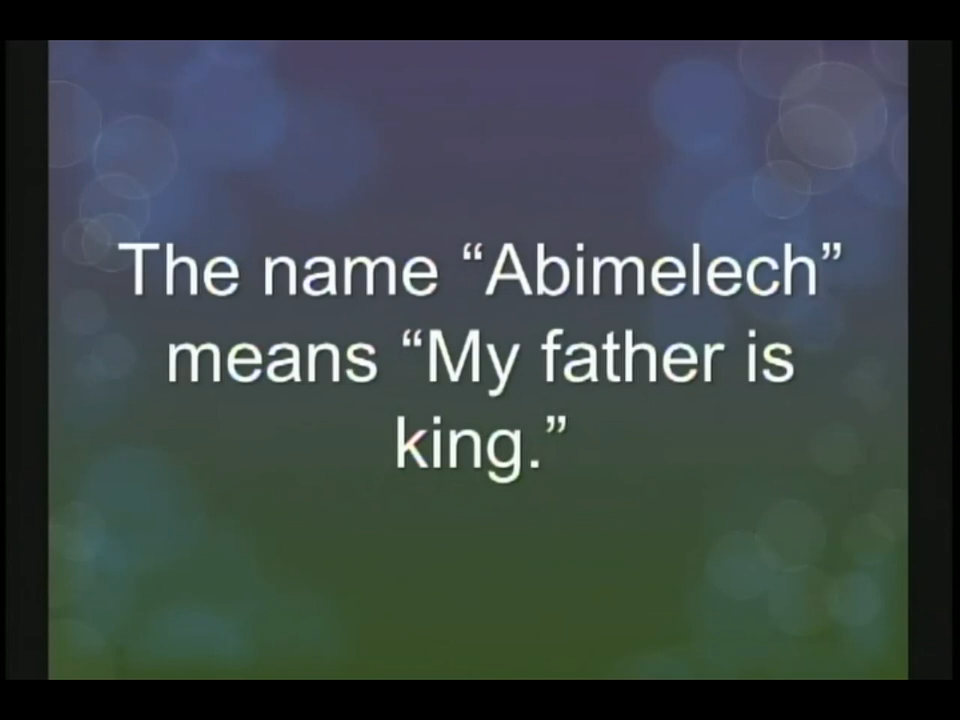 The name “Abimelech”
means “My father is
king.”